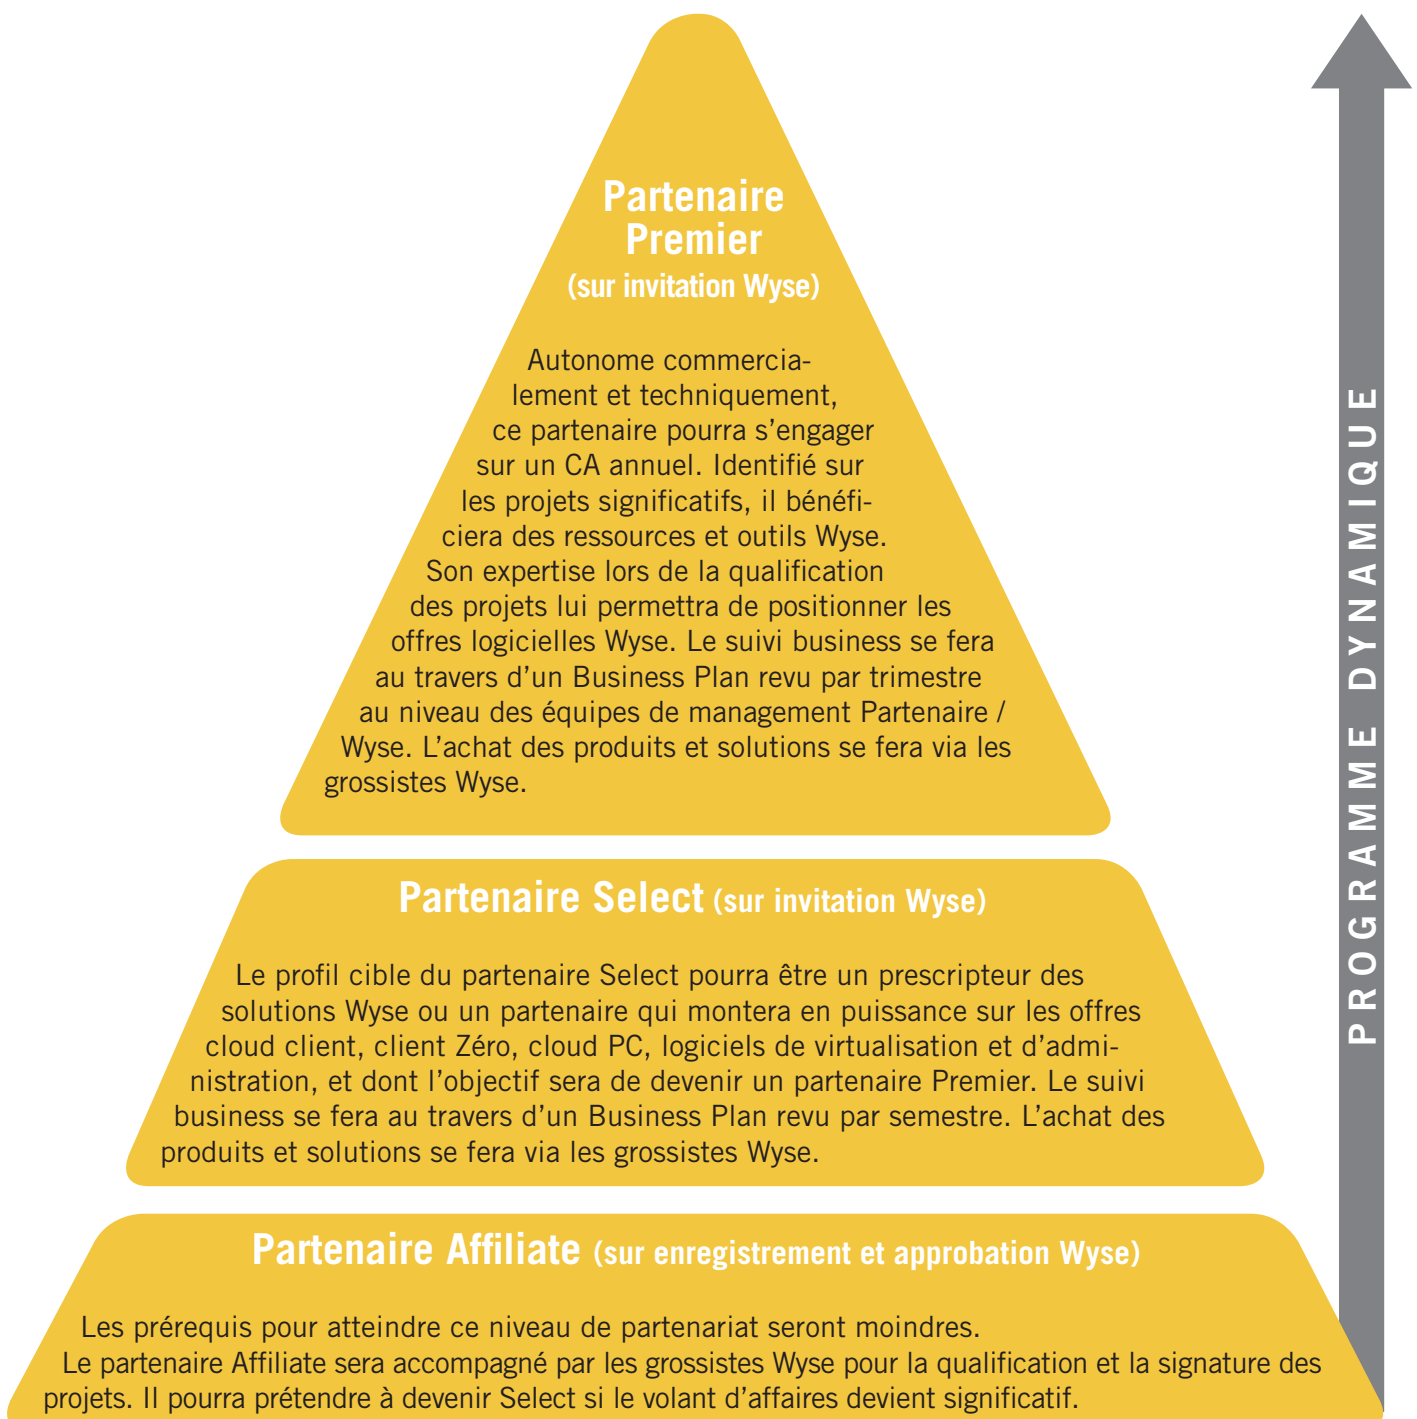 Partenaire
Premier
(sur invitation Wyse)
Autonome commercia-
lement et techniquement,
ce partenaire pourra s’engager
sur un CA annuel. Identifié sur
les projets significatifs, il bénéfi-
ciera des ressources et outils Wyse.
Son expertise lors de la qualification
des projets lui permettra de positionner les
offres logicielles Wyse. Le suivi business se fera
au travers d’un Business Plan revu par trimestre
au niveau des équipes de management Partenaire /
Wyse. L’achat des produits et solutions se fera via les
grossistes Wyse.
Partenaire Select (sur invitation Wyse)
Le profil cible du partenaire Select pourra être un prescripteur des
solutions Wyse ou un partenaire qui montera en puissance sur les offres
cloud client, client Zéro, cloud PC, logiciels de virtualisation et d’admi-
nistration, et dont l’objectif sera de devenir un partenaire Premier. Le suivi
business se fera au travers d’un Business Plan revu par semestre. L’achat des
produits et solutions se fera via les grossistes Wyse.
Partenaire Affiliate (sur enregistrement et approbation Wyse)
Les prérequis pour atteindre ce niveau de partenariat seront moindres.
Le partenaire Affiliate sera accompagné par les grossistes Wyse pour la qualification et la signature des
projets. Il pourra prétendre à devenir Select si le volant d’affaires devient significatif.
PROGRAMME DYNAMIQUE